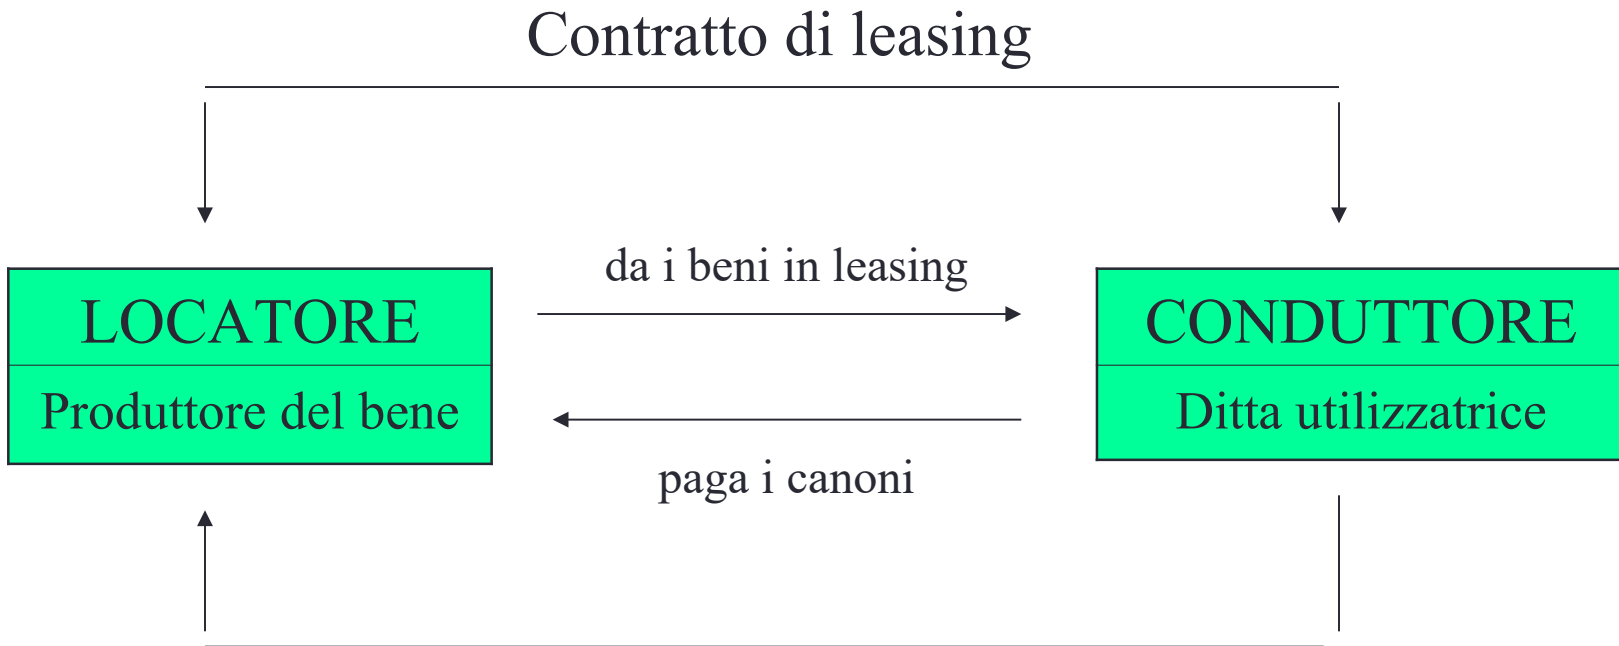 Contratto di leasing
da i beni in leasing
LOCATORE
CONDUTTORE
Produttore del bene
Ditta utilizzatrice
paga i canoni